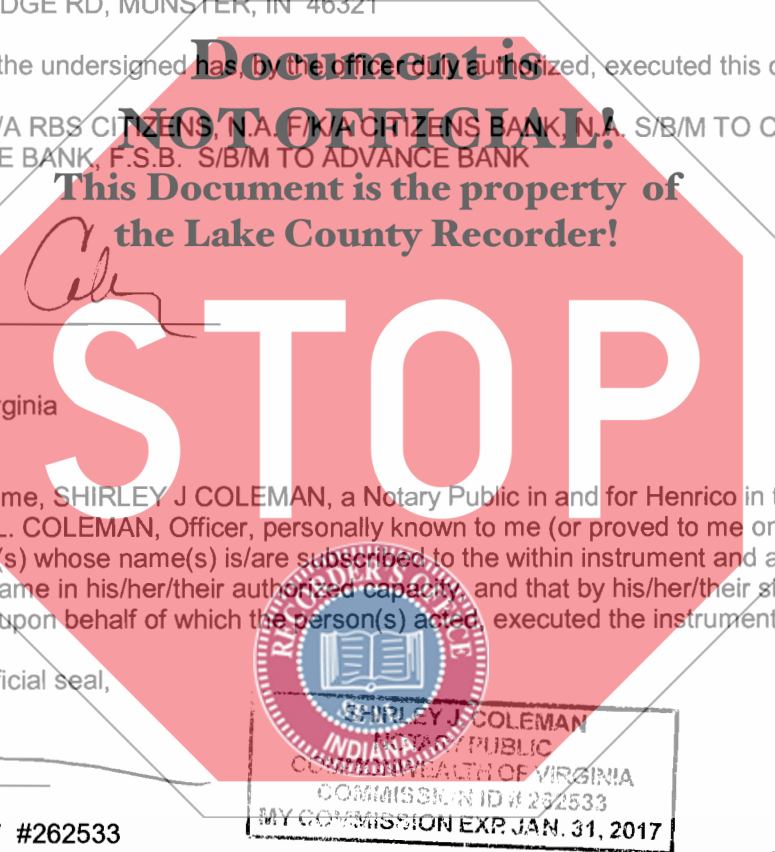 DGE RD, MUNSTER, IN 46321
Document is
the undersigned has, by the officer duly authorized, executed this
NOT OFFICIAL!
/A RBS CITIZENS, N.A. F/K/A CITIZENS BANK, N.A. S/B/M TO C
E BANK, F.S.B. S/B/M TO ADVANCE BANK
This Document is the property of
the Lake County Recorder!
STOP
rginia
me, SHIRLEY J COLEMAN, a Notary Public in and for Henrico in
L. COLEMAN, Officer, personally known to me (or proved to me on
(s) whose name(s) is/are subscribed to the within instrument and a
ame in his/her/their authorized capacity, and that by his/her/their
upon behalf of which the person(s) acted, executed the instrument
RECORDER'S OFFICE
INDIANA
ficial seal,
SHIRLEY J. COLEMAN
NOTARY PUBLIC
COMMONWEALTH OF VIRGINIA
COMMISSION ID # 262533
MY COMMISSION EXP. JAN. 31, 2017
#262533